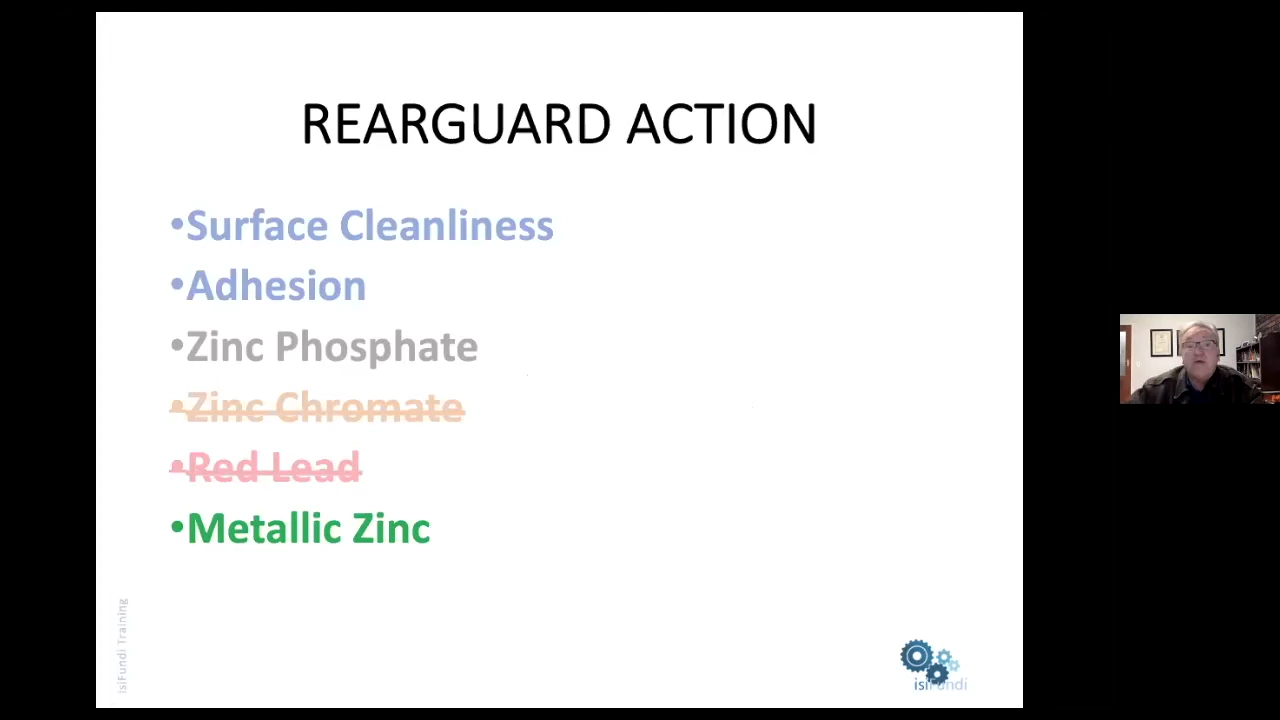 REARGUARD ACTION
•Surface Cleanliness
•Adhesion
•Zinc Phosphate
•Zinc Chromate
•Red Lead
•Metallic Zinc
isiFundi Training
isiFundi